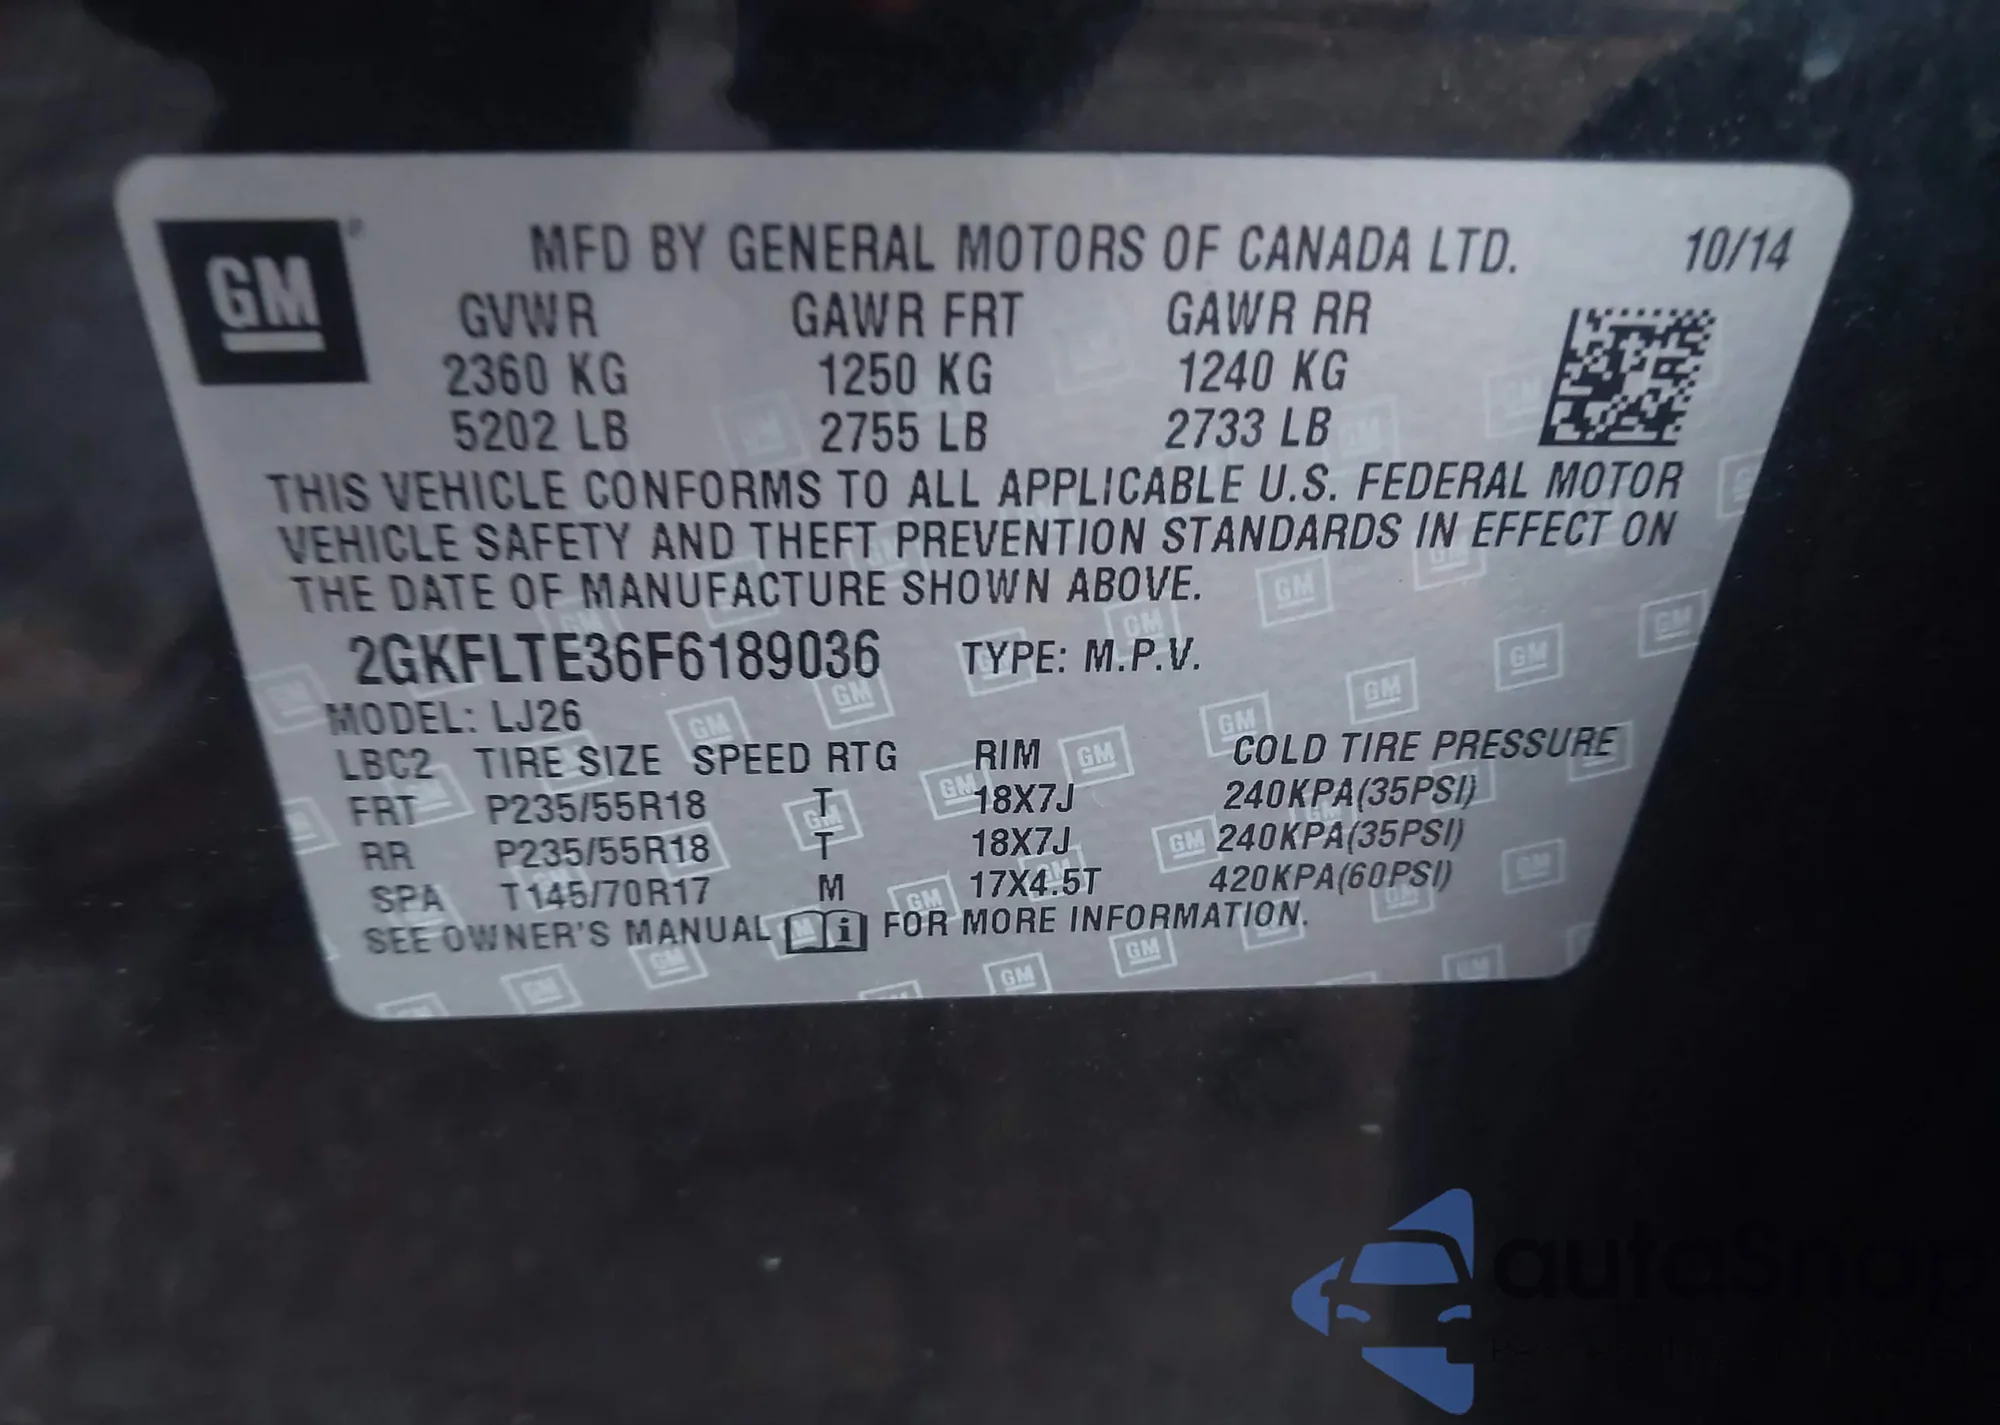 GM ®
MFD BY GENERAL MOTORS OF CANADA LTD. 10/14
GVWR GAWR FRT GAWR RR
2360 KG 1250 KG 1240 KG
5202 LB 2755 LB 2733 LB
THIS VEHICLE CONFORMS TO ALL APPLICABLE U.S. FEDERAL MOTOR
VEHICLE SAFETY AND THEFT PREVENTION STANDARDS IN EFFECT ON
THE DATE OF MANUFACTURE SHOWN ABOVE.
2GKFLTE36F6189036 TYPE: M.P.V.
MODEL: LJ26
LBC2 TIRE SIZE SPEED RTG RIM COLD TIRE PRESSURE
FRT P235/55R18 T 18X7J 240KPA(35PSI)
RR P235/55R18 T 18X7J 240KPA(35PSI)
SPA T145/70R17 M 17X4.5T 420KPA(60PSI)
SEE OWNER'S MANUAL i FOR MORE INFORMATION.
autaSnap